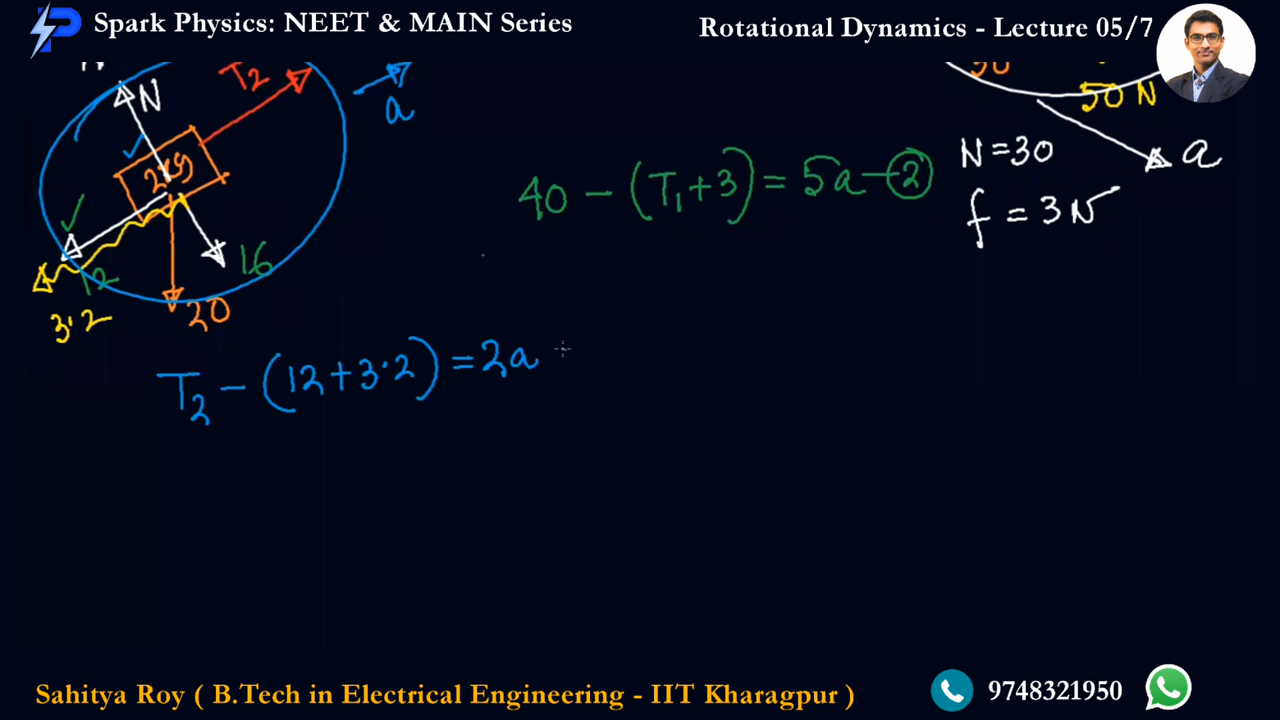 Spark Physics: NEET & MAIN Series
Rotational Dynamics - Lecture 05/7
T2
a
N
2kg
12
3.2
16
20
40 - (T1+3) = 5a - ②
50 N
a
N = 30
f = 3N
T2 - (12+3.2) = 2a
Sahitya Roy ( B.Tech in Electrical Engineering - IIT Kharagpur )
9748321950